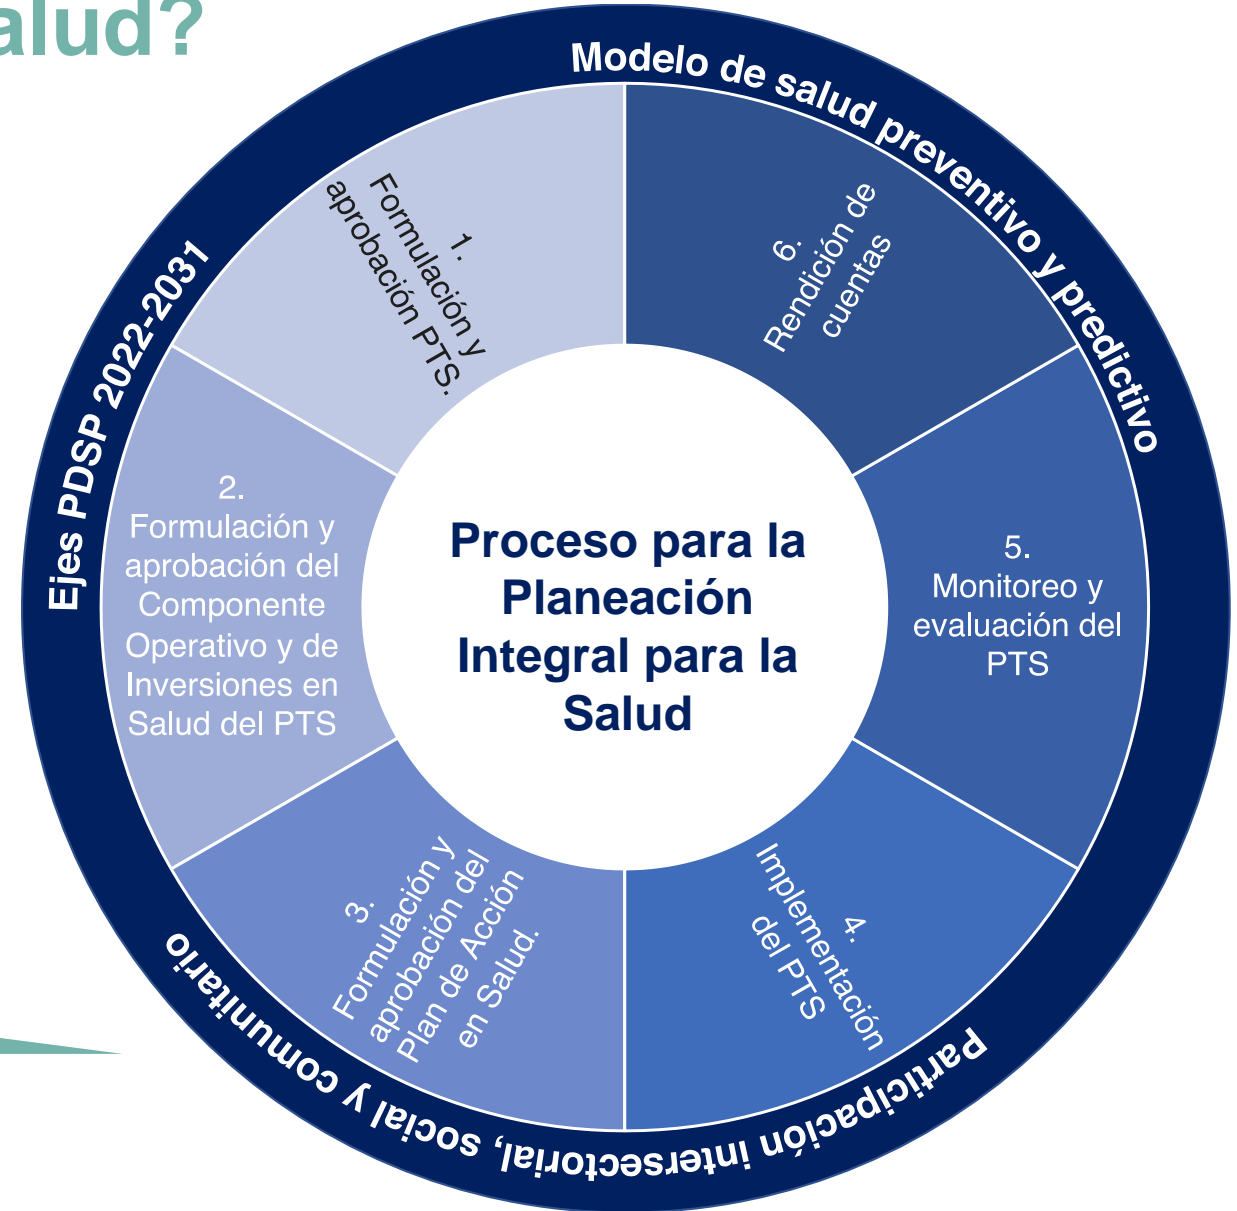 alud?
Modelo de salud preventivo y predictivo
Ejes PDSP 2022-2031
Participación intersectorial, social y comunitario
Proceso para la
Planeación
Integral para la
Salud
1.
Formulación y
aprobación PTS.
2.
Formulación y
aprobación del
Componente
Operativo y de
Inversiones en
Salud del PTS
3.
Formulación y
aprobación del
Plan de Acción
en Salud.
4.
Implementación
del PTS
5.
Monitoreo y
evaluación del
PTS
6.
Rendición de
cuentas